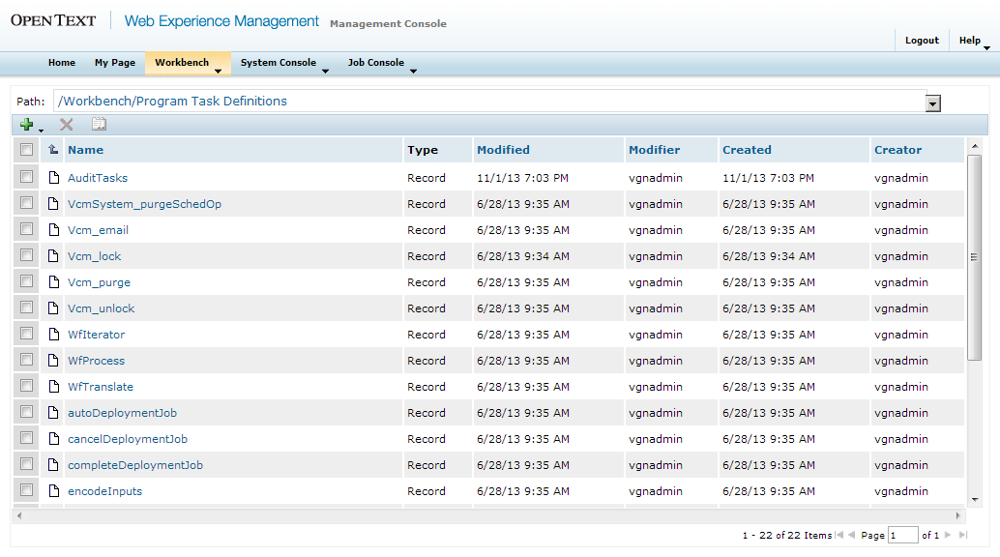 OPEN TEXT Web Experience Management Management Console
Logout Help
Home My Page Workbench System Console Job Console
Path: /Workbench/Program Task Definitions
Name Type Modified Modifier Created Creator
AuditTasks Record 11/1/13 7:03 PM vgnadmin 11/1/13 7:03 PM vgnadmin
VcmSystem_purgeSchedOp Record 6/28/13 9:35 AM vgnadmin 6/28/13 9:35 AM vgnadmin
Vcm_email Record 6/28/13 9:35 AM vgnadmin 6/28/13 9:35 AM vgnadmin
Vcm_lock Record 6/28/13 9:34 AM vgnadmin 6/28/13 9:34 AM vgnadmin
Vcm_purge Record 6/28/13 9:35 AM vgnadmin 6/28/13 9:35 AM vgnadmin
Vcm_unlock Record 6/28/13 9:35 AM vgnadmin 6/28/13 9:35 AM vgnadmin
WfIterator Record 6/28/13 9:35 AM vgnadmin 6/28/13 9:35 AM vgnadmin
WfProcess Record 6/28/13 9:35 AM vgnadmin 6/28/13 9:35 AM vgnadmin
WfTranslate Record 6/28/13 9:35 AM vgnadmin 6/28/13 9:35 AM vgnadmin
autoDeploymentJob Record 6/28/13 9:35 AM vgnadmin 6/28/13 9:35 AM vgnadmin
cancelDeploymentJob Record 6/28/13 9:35 AM vgnadmin 6/28/13 9:35 AM vgnadmin
completeDeploymentJob Record 6/28/13 9:35 AM vgnadmin 6/28/13 9:35 AM vgnadmin
encodeInputs Record 6/28/13 9:35 AM vgnadmin 6/28/13 9:35 AM vgnadmin
1 - 22 of 22 Items Page 1 of 1